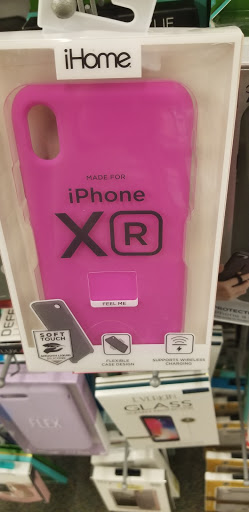 iHome
MADE FOR
iPhone
XR
FEEL ME
SOFT
TOUCH
FLEXIBLE
CASE DESIGN
SUPPORTS WIRELESS
CHARGING
FLEX
GLASS